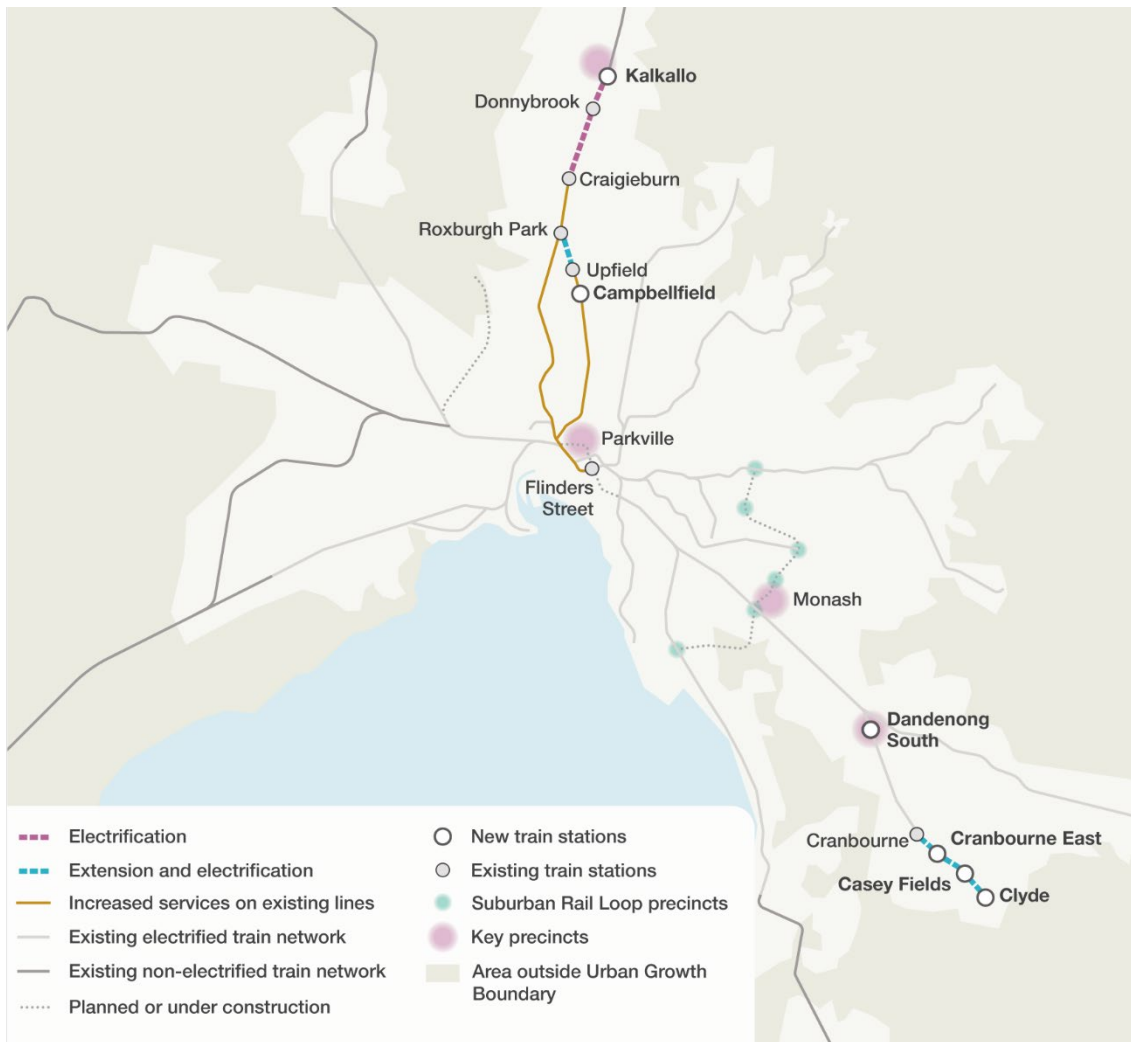 Kalkallo
Donnybrook
Craigieburn
Roxburgh Park
Upfield
Campbellfield
Parkville
Flinders
Street
Monash
Dandenong
South
Cranbourne
Cranbourne East
Casey Fields
Clyde
Electrification
Extension and electrification
Increased services on existing lines
Existing electrified train network
Existing non-electrified train network
Planned or under construction
New train stations
Existing train stations
Suburban Rail Loop precincts
Key precincts
Area outside Urban Growth
Boundary